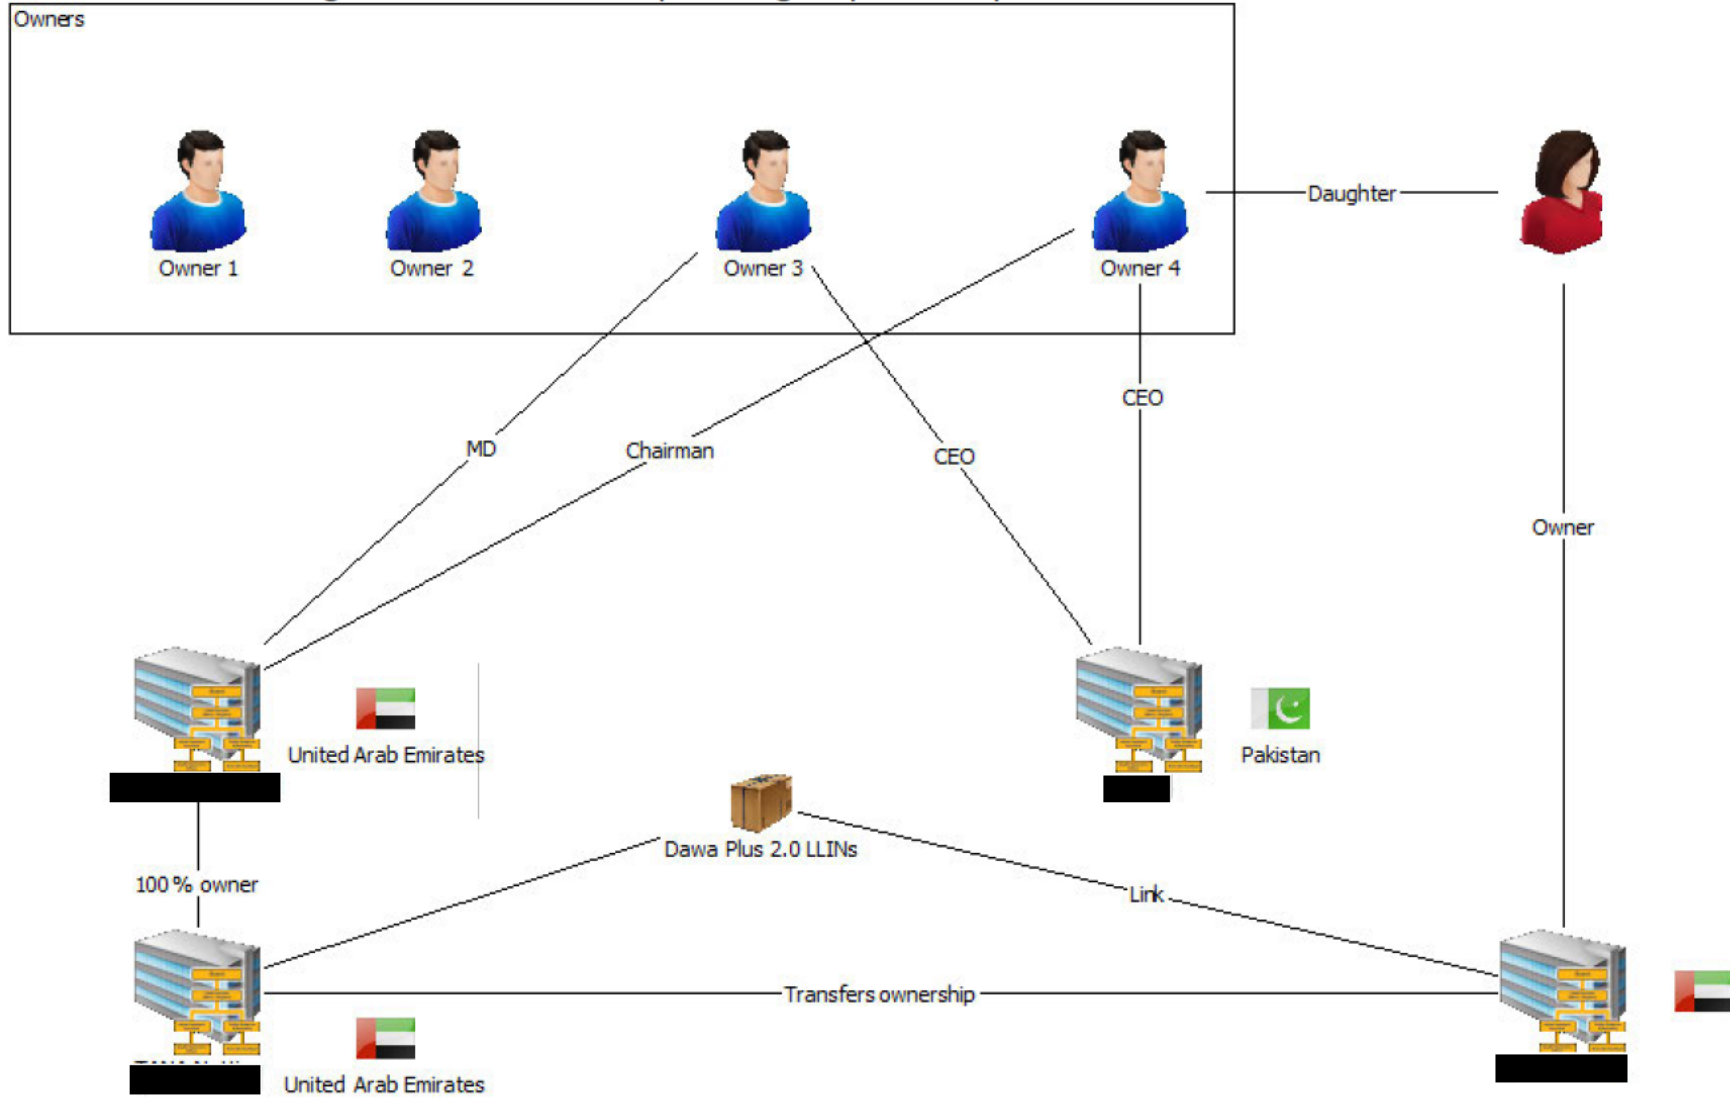 Owners
Owner 1
Owner 2
Owner 3
Owner 4
Daughter
CEO
MD
Chairman
CEO
Owner
United Arab Emirates
Pakistan
Dawa Plus 2.0 LLINs
100 % owner
Link
Transfers ownership
United Arab Emirates